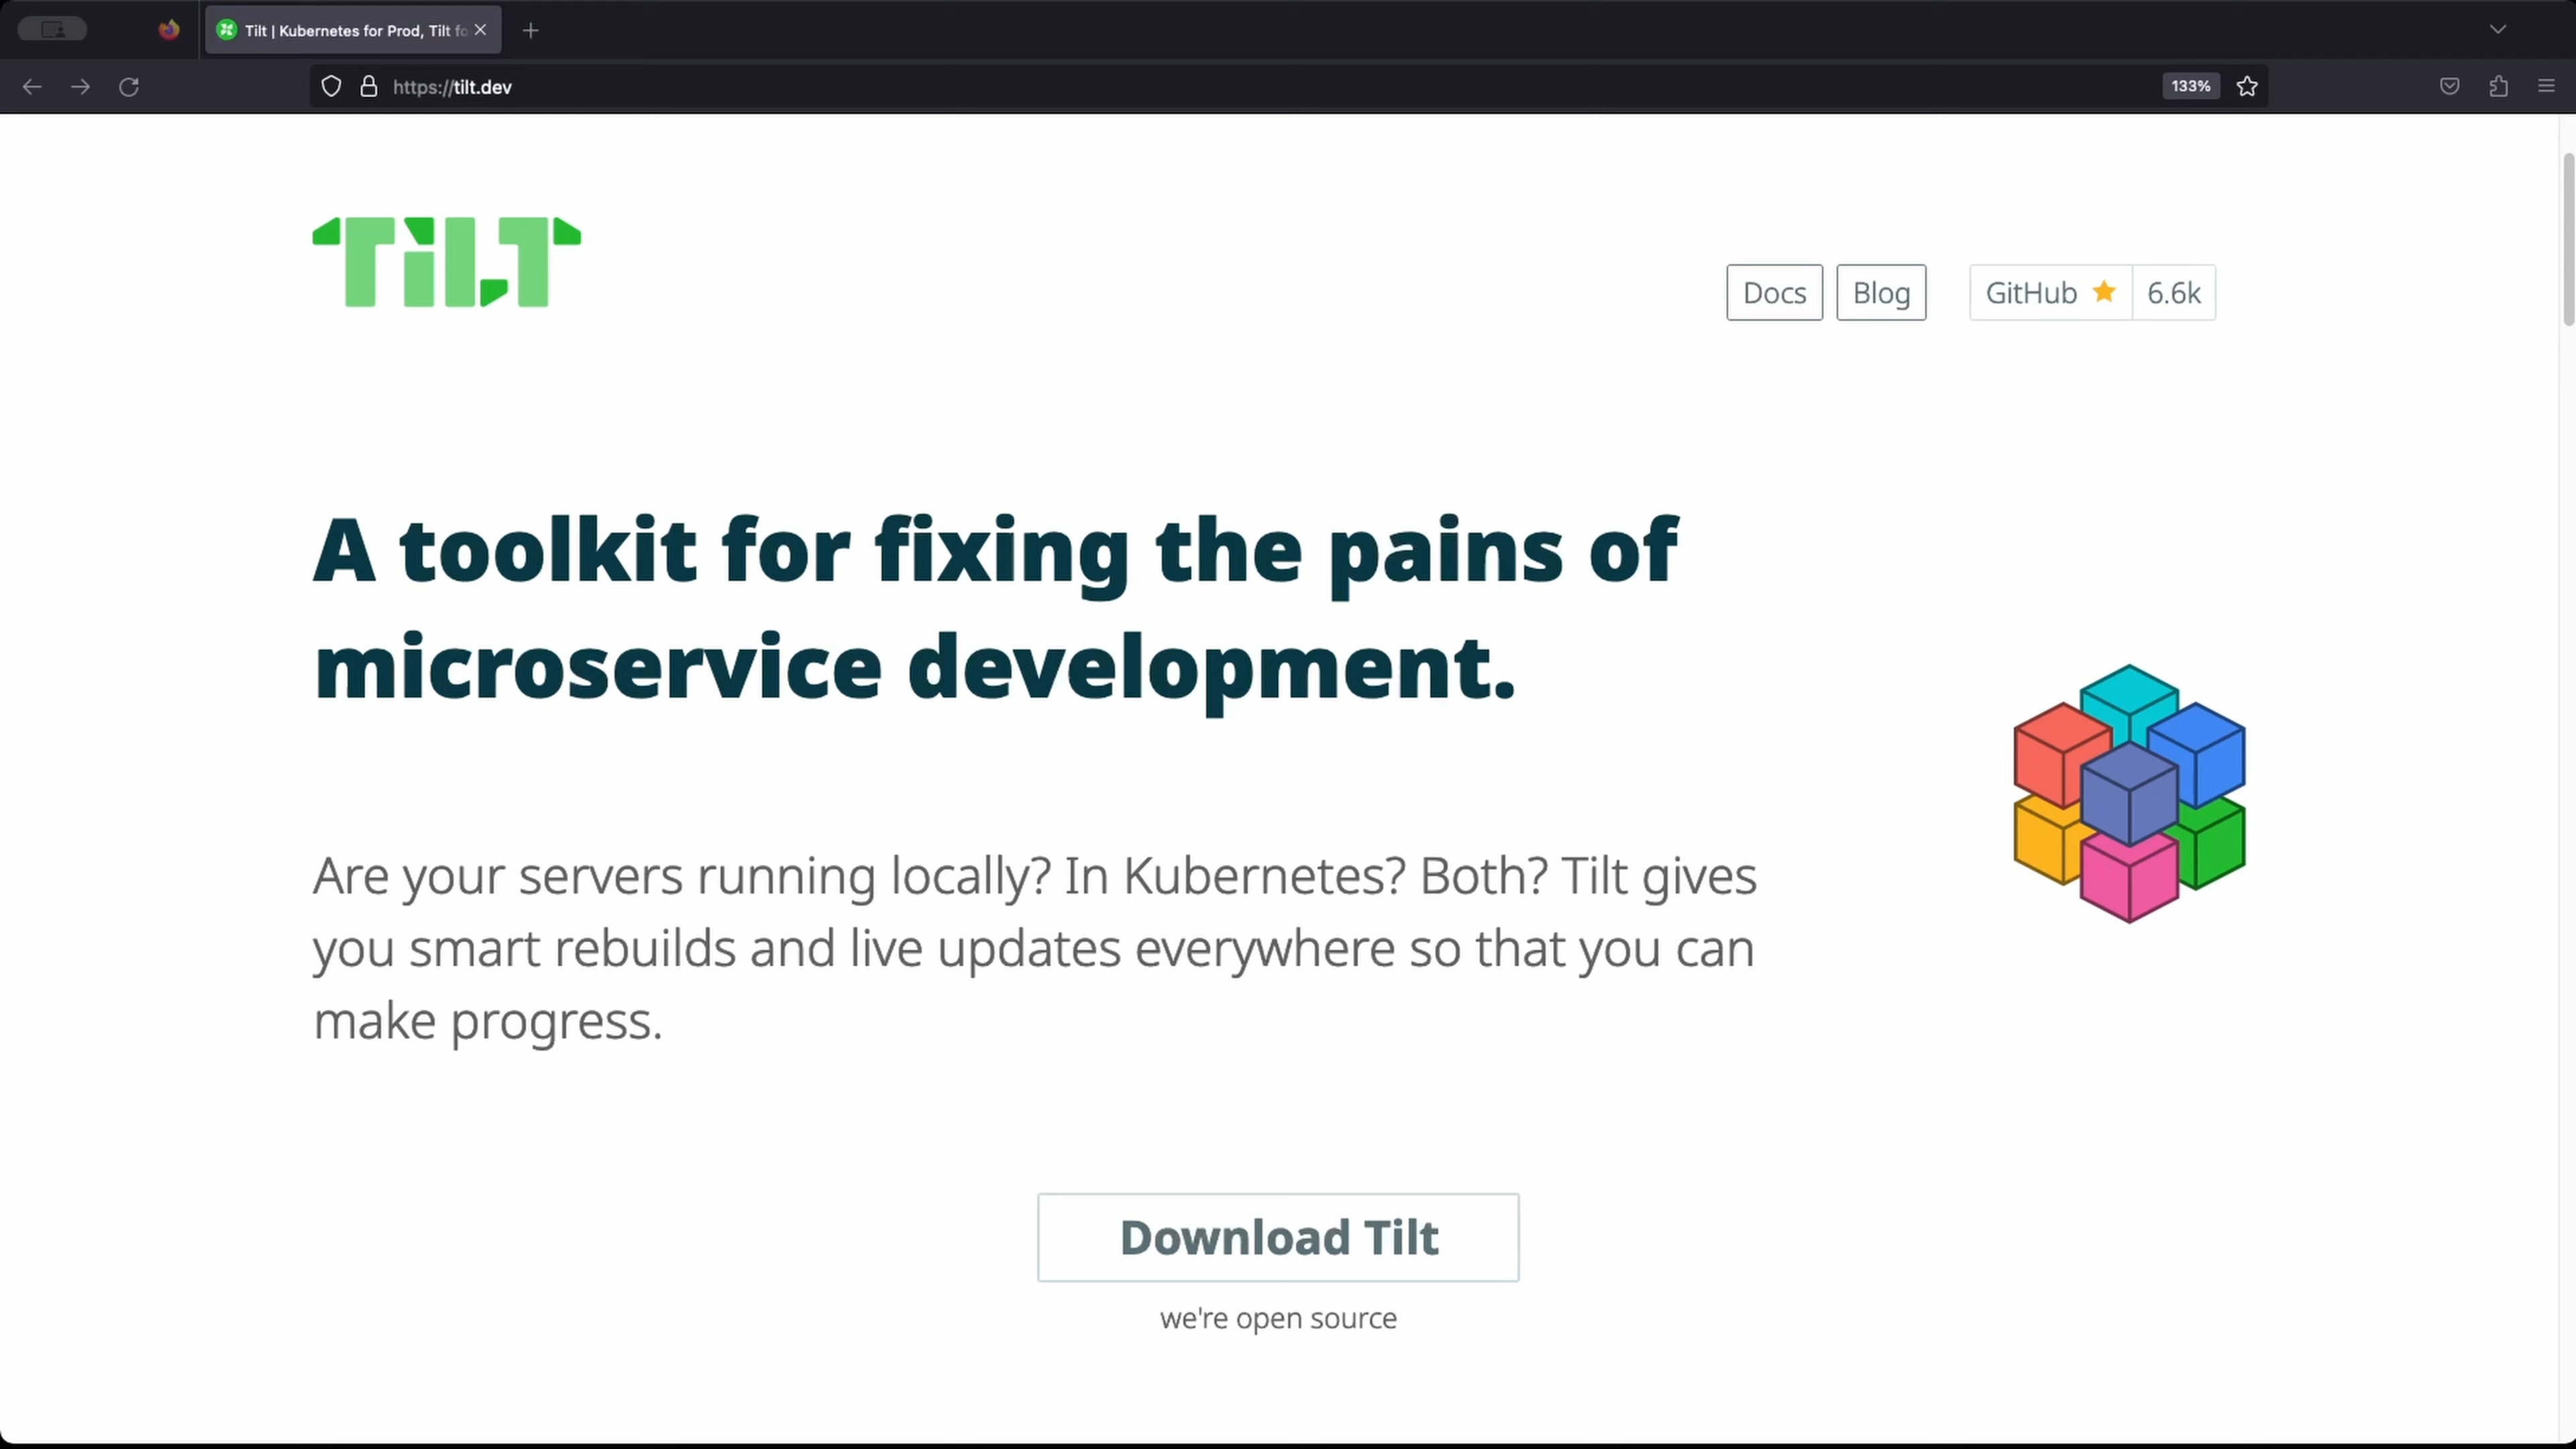 Tilt | Kubernetes for Prod, Tilt fo
https://tilt.dev
133%
TiLT
Docs
Blog
GitHub
6.6k
A toolkit for fixing the pains of
microservice development.
Are your servers running locally? In Kubernetes? Both? Tilt gives
you smart rebuilds and live updates everywhere so that you can
make progress.
Download Tilt
we're open source